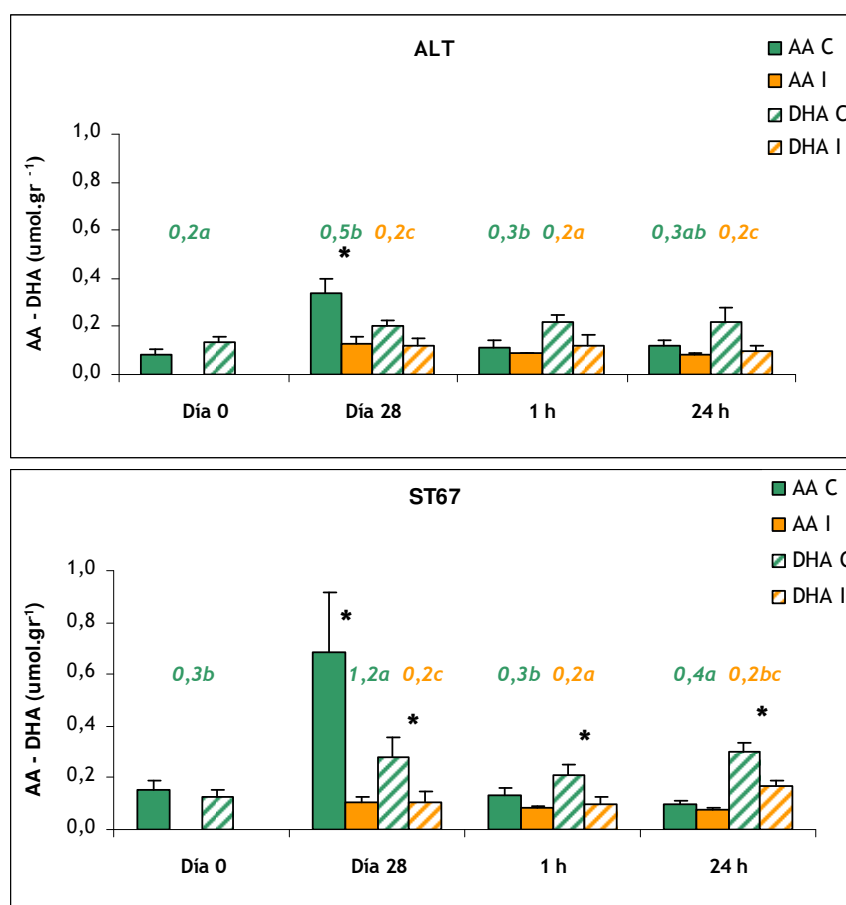 ALT
AA C
AA I
DHA C
DHA I
AA - DHA (umol.gr⁻¹)
1,0
0,8
0,6
0,4
0,2
0,0
0,2a
0,5b 0,2c
0,3b 0,2a
0,3ab 0,2c
*
Día 0 Día 28 1 h 24 h
ST67
AA C
AA I
DHA C
DHA I
AA - DHA (umol.gr⁻¹)
1,0
0,8
0,6
0,4
0,2
0,0
*
0,3b
1,2a 0,2c
0,3b 0,2a
0,4a 0,2bc
* * *
Día 0 Día 28 1 h 24 h